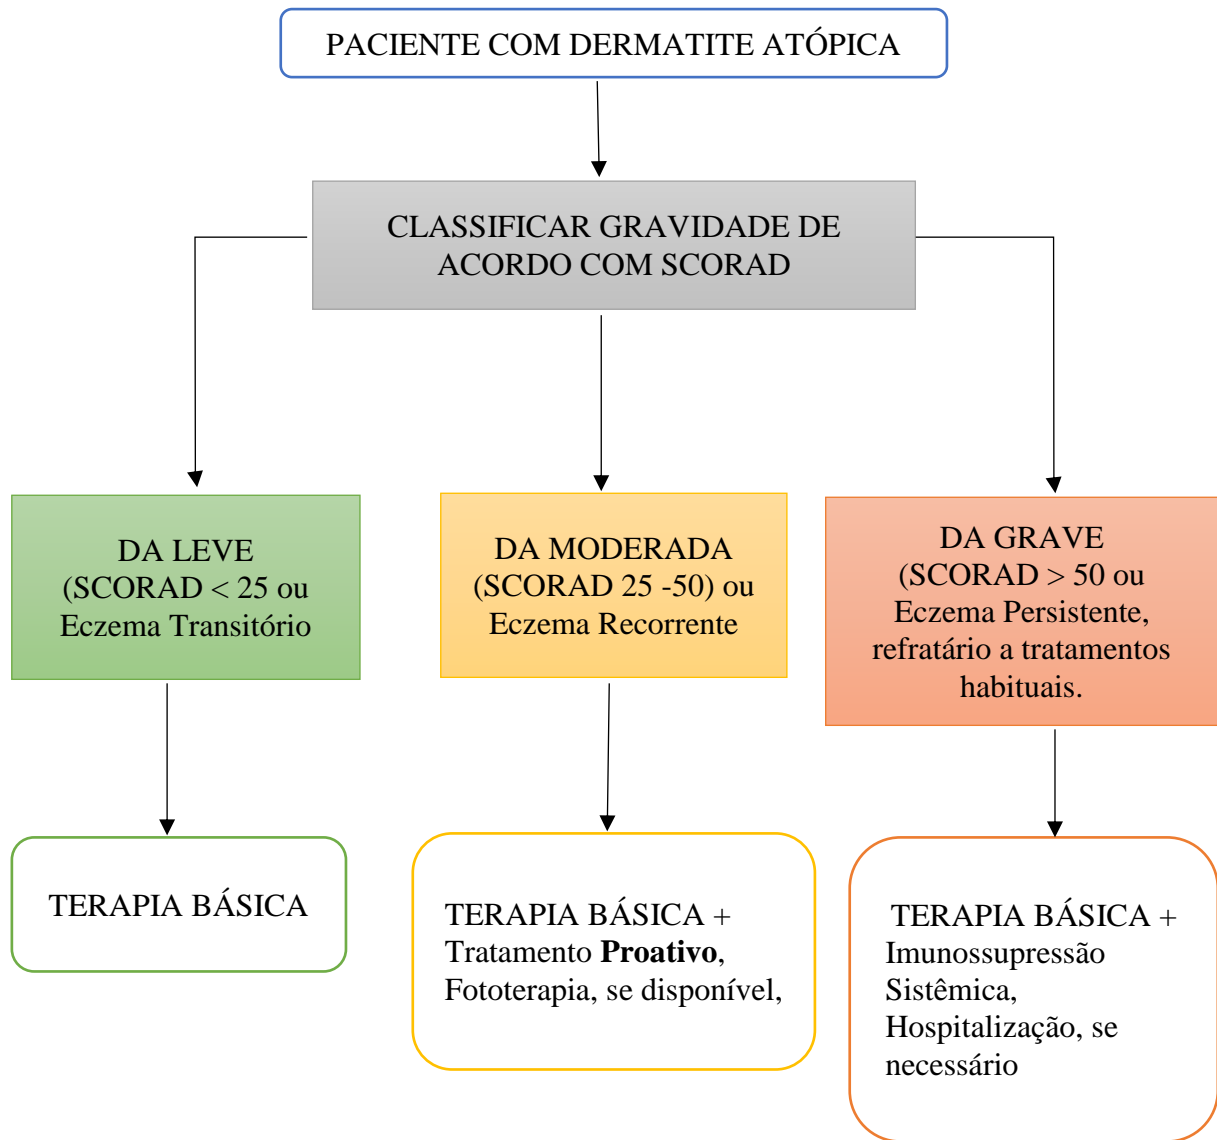 PACIENTE COM DERMATITE ATÓPICA
CLASSIFICAR GRAVIDADE DE
ACORDO COM SCORAD
DA LEVE
(SCORAD < 25 ou
Eczema Transitório
DA MODERADA
(SCORAD 25 -50) ou
Eczema Recorrente
DA GRAVE
(SCORAD > 50 ou
Eczema Persistente,
refratário a tratamentos
habituais.
TERAPIA BÁSICA
TERAPIA BÁSICA +
Tratamento Proativo,
Fototerapia, se disponível,
TERAPIA BÁSICA +
Imunossupressão
Sistêmica,
Hospitalização, se
necessário